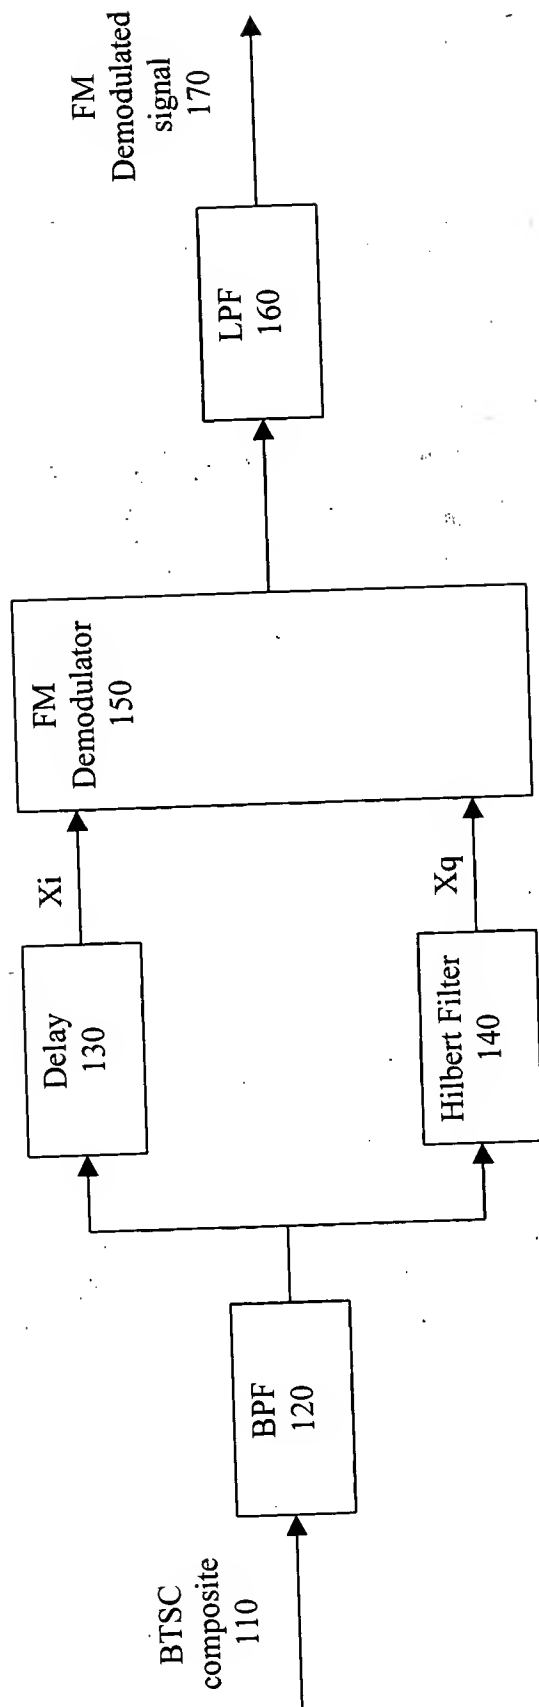 BTSC
composite
110
BPF
120
Delay
130
Hilbert Filter
140
Xi
Xq
FM
Demodulator
150
LPF
160
FM
Demodulated
signal
170